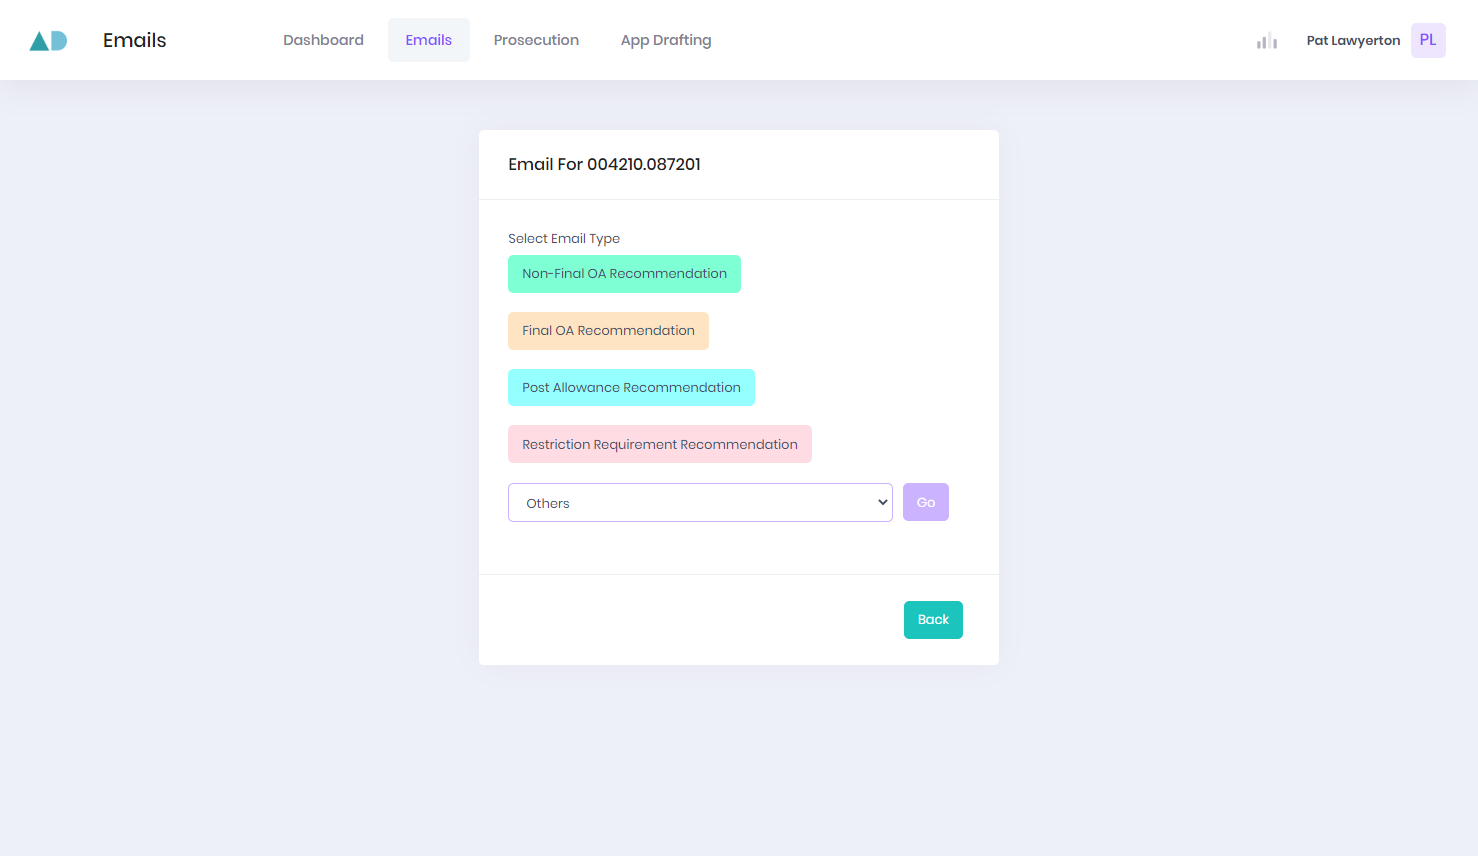 Emails
Dashboard
Emails
Prosecution
App Drafting
Pat Lawyerton
PL
Email For 004210.087201
Select Email Type
Non-Final OA Recommendation
Final OA Recommendation
Post Allowance Recommendation
Restriction Requirement Recommendation
Others
Go
Back